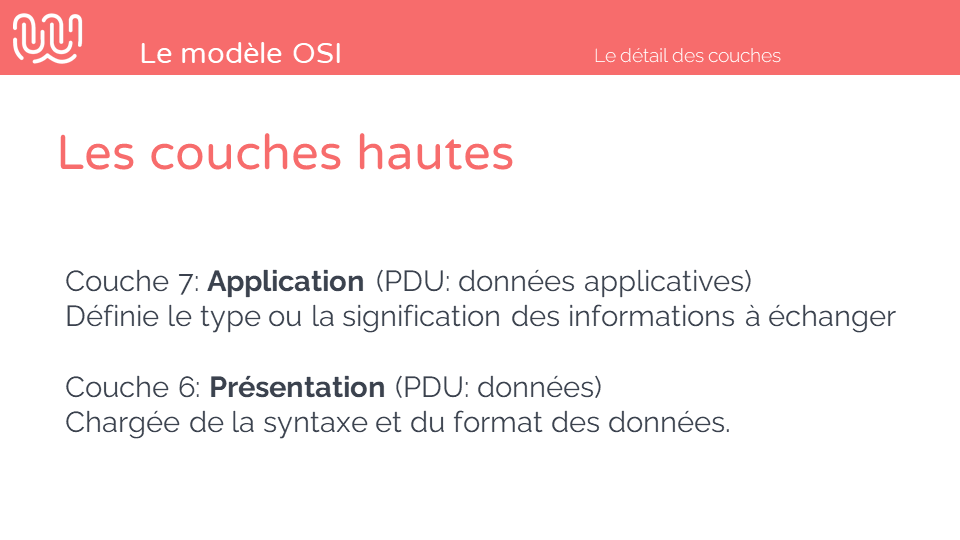 Le modèle OSI
Le détail des couches
Les couches hautes
Couche 7: Application (PDU: données applicatives)
Définie le type ou la signification des informations à échanger
Couche 6: Présentation (PDU: données)
Chargée de la syntaxe et du format des données.